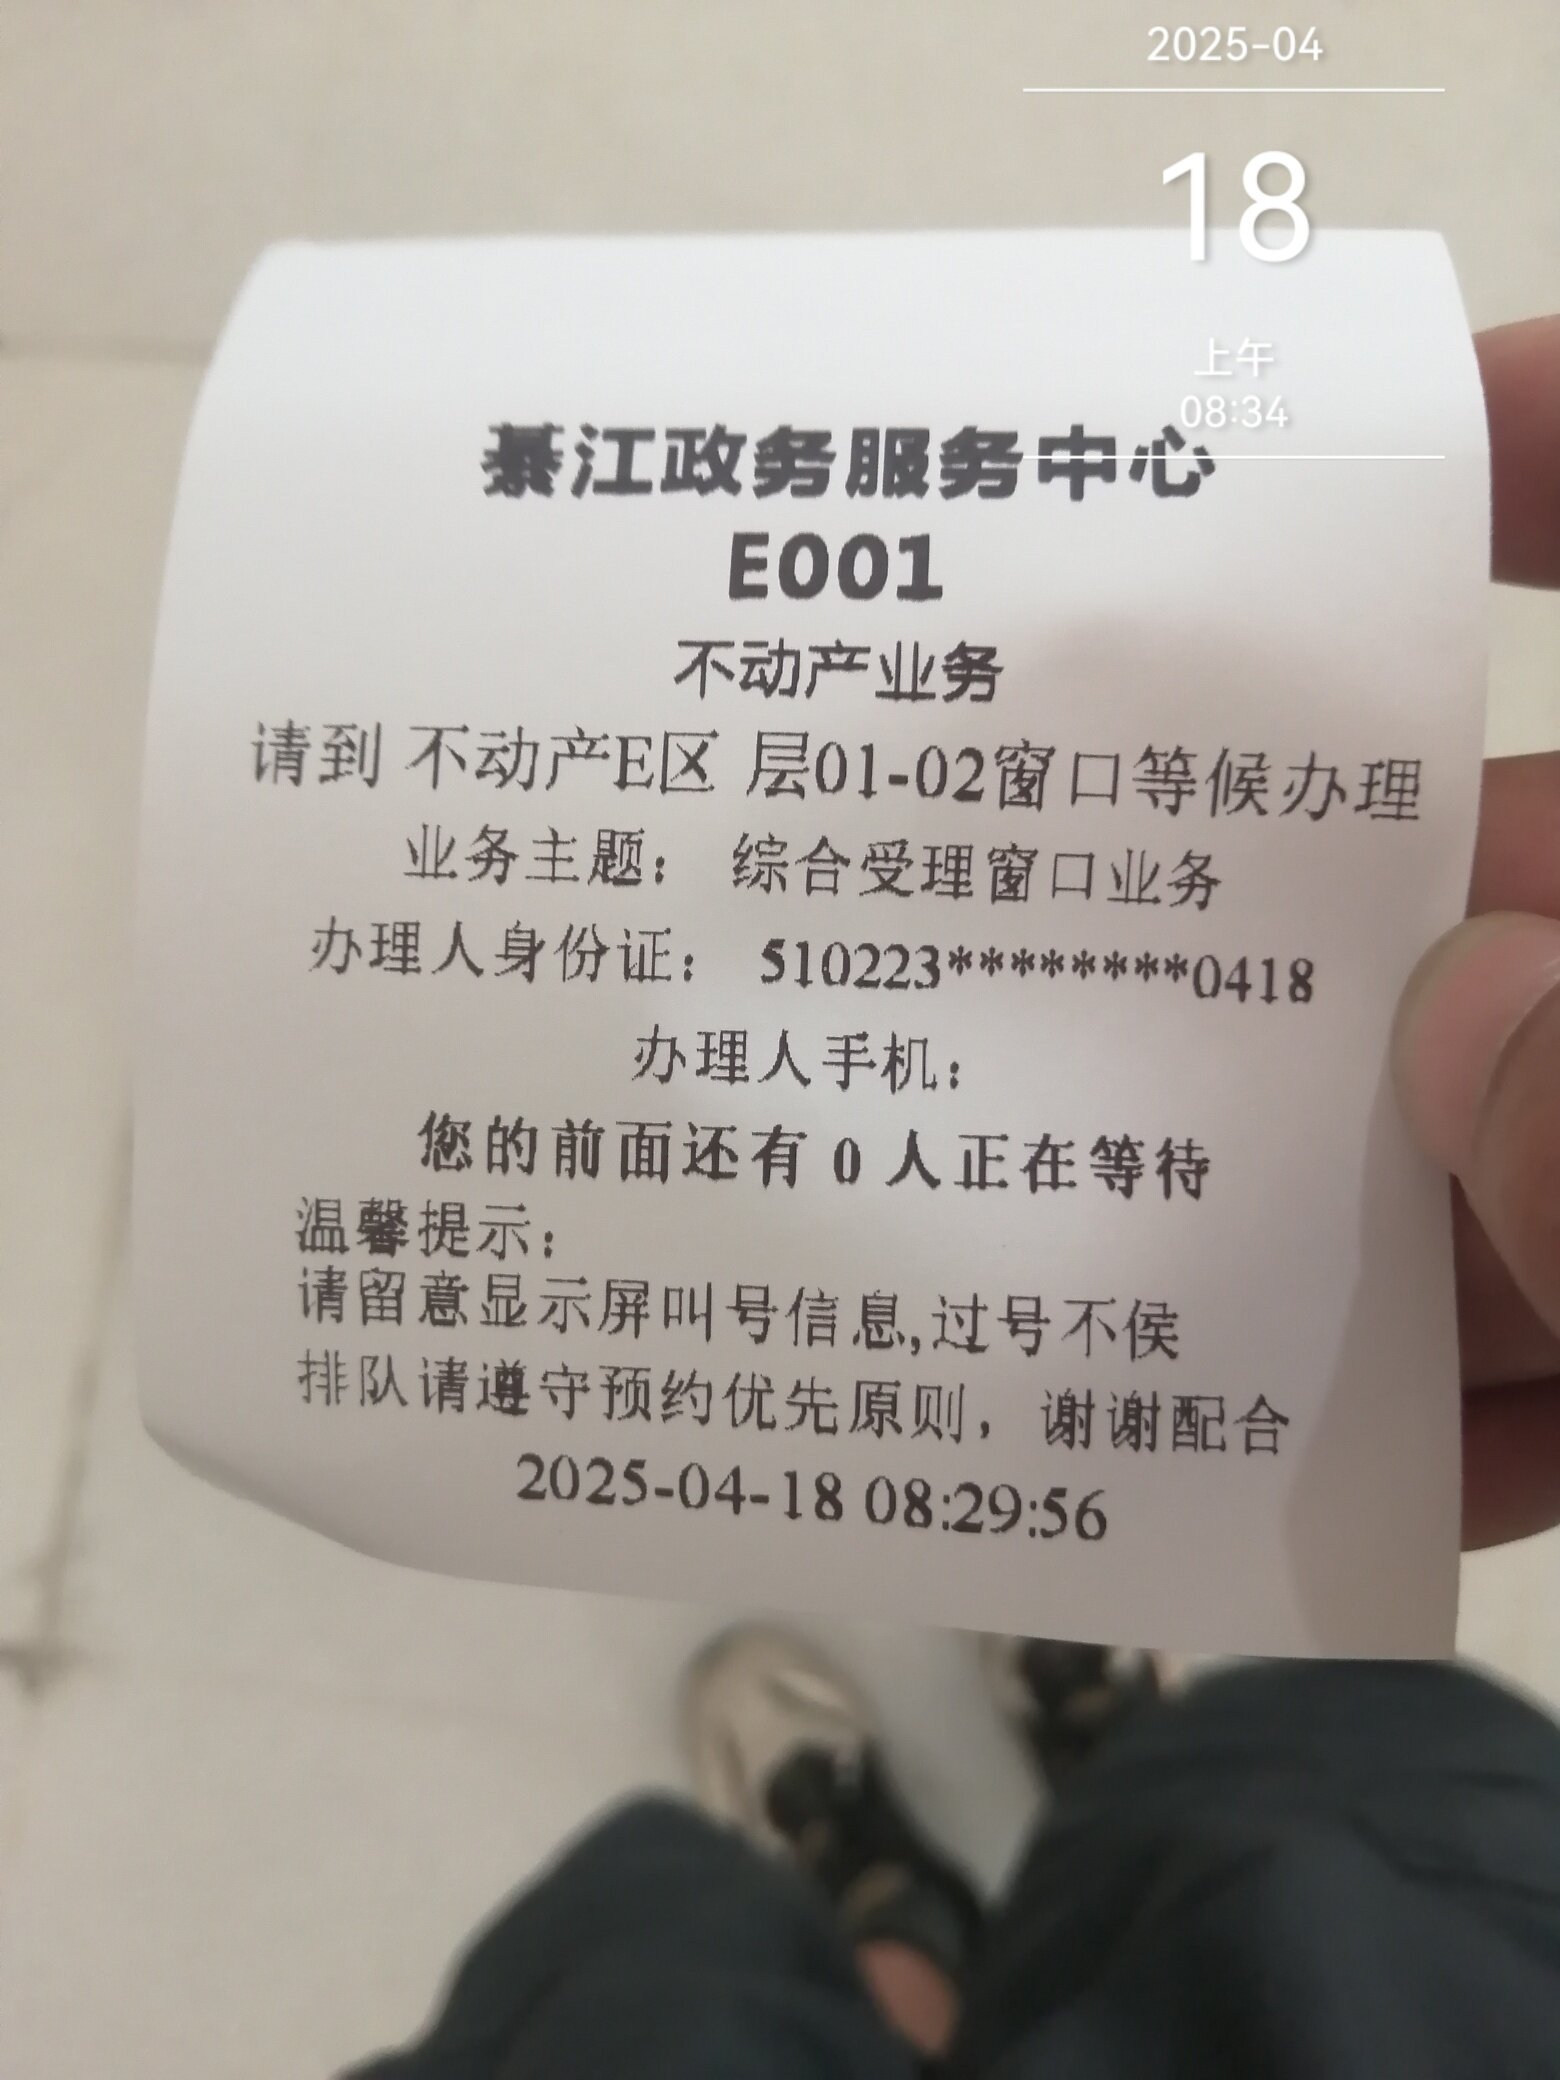 2025-04
18
上午
08:34
綦江政务服务中心
E001
不动产业务
请到 不动产E区 层01-02窗口等候办理
业务主题： 综合受理窗口业务
办理人身份证： 510223********0418
办理人手机：
您的前面还有 0 人正在等待
温馨提示：
请留意显示屏叫号信息,过号不侯
排队请遵守预约优先原则，谢谢配合
2025-04-18 08:29:56